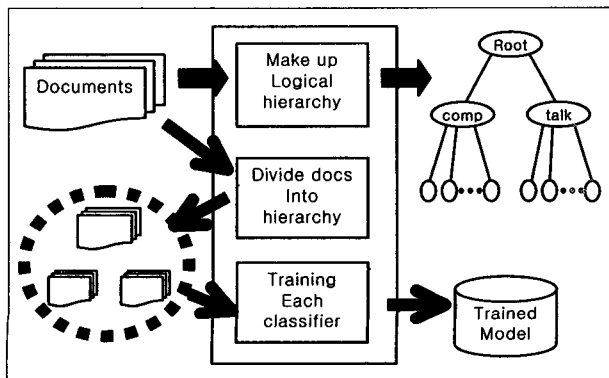 Documents
Make up
Logical
hierarchy
Root
comp
talk
Divide docs
Into
hierarchy
Training
Each
classifier
Trained
Model